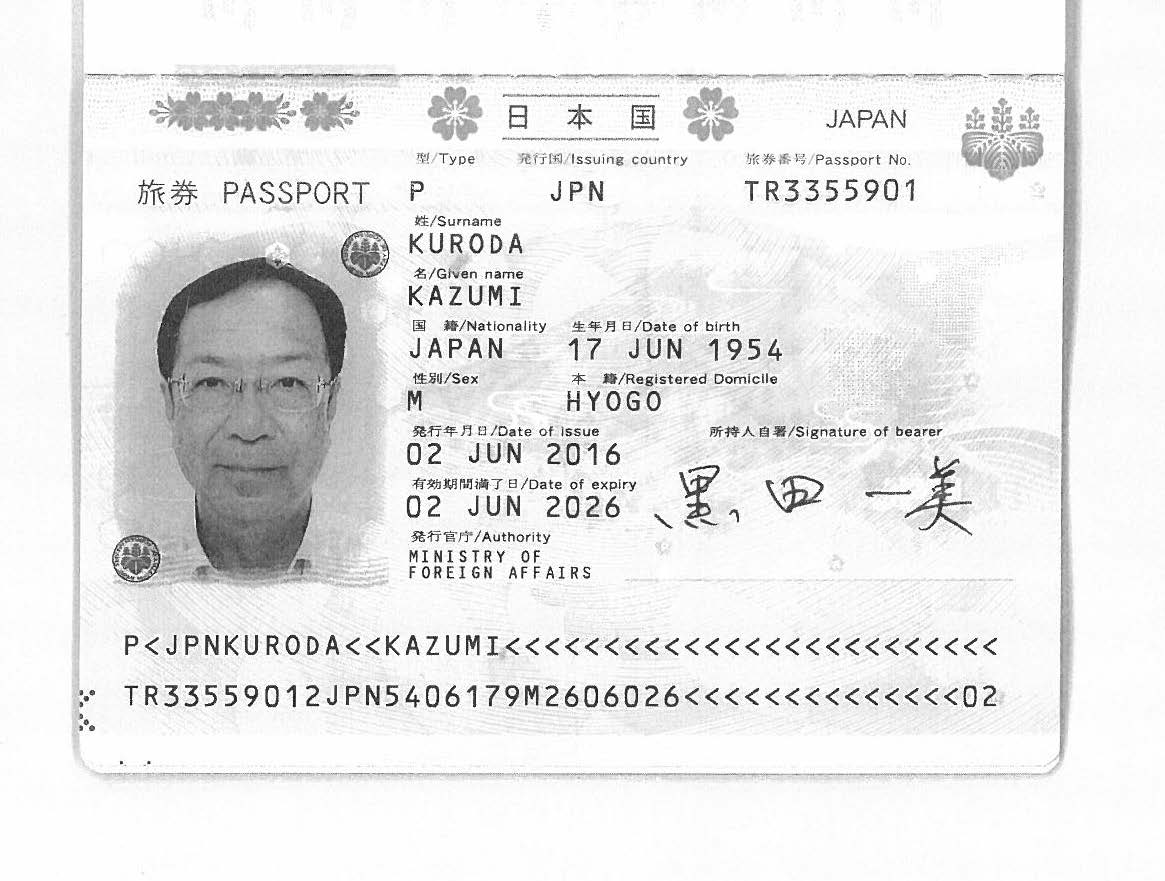 日本国 JAPAN
型/Type 発行国/Issuing country 旅券番号/Passport No.
旅券 PASSPORT P JPN TR3355901
姓/Surname
KURODA
名/Given name
KAZUMI
国 籍/Nationality 生年月日/Date of birth
JAPAN 17 JUN 1954
性別/Sex 本 籍/Registered Domicile
M HYOGO
発行年月日/Date of issue 所持人自署/Signature of bearer
02 JUN 2016
有効期間満了日/Date of expiry
02 JUN 2026 黒田一美
発行官庁/Authority
MINISTRY OF
FOREIGN AFFAIRS
P<JPNKURODA<<KAZUMI<<<<<<<<<<<<<<<<<<<<<<<<<
TR33559012JPN5406179M2606026<<<<<<<<<<<<<<02